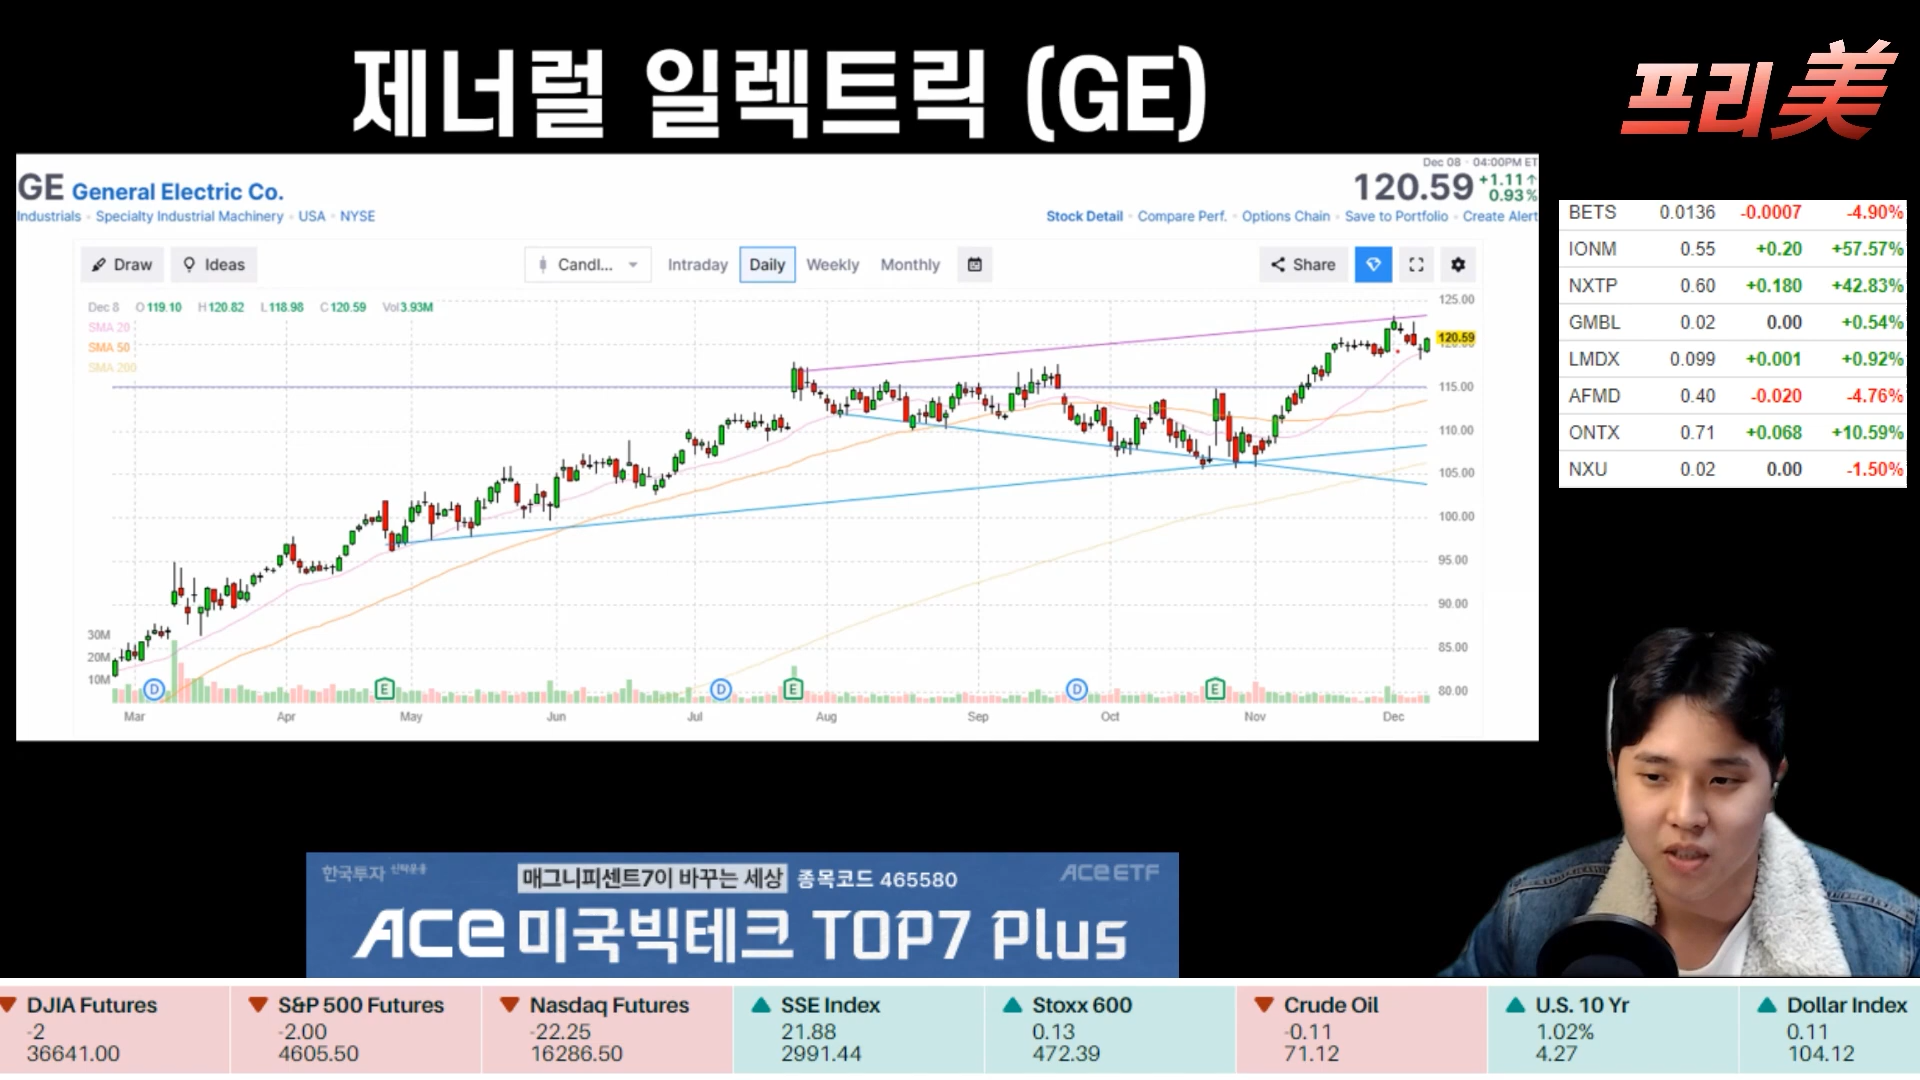 제너럴 일렉트릭 (GE)
프리美
GE General Electric Co.
Industrials • Specialty Industrial Machinery • USA • NYSE
Dec 08 · 04:00PM ET
120.59 +1.11↑
0.93%
Stock Detail • Compare Perf. • Options Chain • Save to Portfolio • Create Alert
Draw Ideas Candl... Intraday Daily Weekly Monthly Share
Dec 8 O 119.10 H 120.82 L 118.98 C 120.59 Vol 3.93M
SMA 20
SMA 50
SMA 200
125.00
120.59
115.00
110.00
105.00
100.00
95.00
90.00
85.00
80.00
30M
20M
10M
D E D E D E
Mar Apr May Jun Jul Aug Sep Oct Nov Dec
BETS 0.0136 -0.0007 -4.90%
IONM 0.55 +0.20 +57.57%
NXTP 0.60 +0.180 +42.83%
GMBL 0.02 0.00 +0.54%
LMDX 0.099 +0.001 +0.92%
AFMD 0.40 -0.020 -4.76%
ONTX 0.71 +0.068 +10.59%
NXU 0.02 0.00 -1.50%
한국투자 신탁운용 매그니피센트7이 바꾸는 세상 종목코드 465580 ACE ETF
ACE 미국빅테크 TOP7 Plus
▼ DJIA Futures
-2
36641.00
▼ S&P 500 Futures
-2.00
4605.50
▼ Nasdaq Futures
-22.25
16286.50
▲ SSE Index
21.88
2991.44
▲ Stoxx 600
0.13
472.39
▼ Crude Oil
-0.11
71.12
▲ U.S. 10 Yr
1.02%
4.27
▲ Dollar Index
0.11
104.12